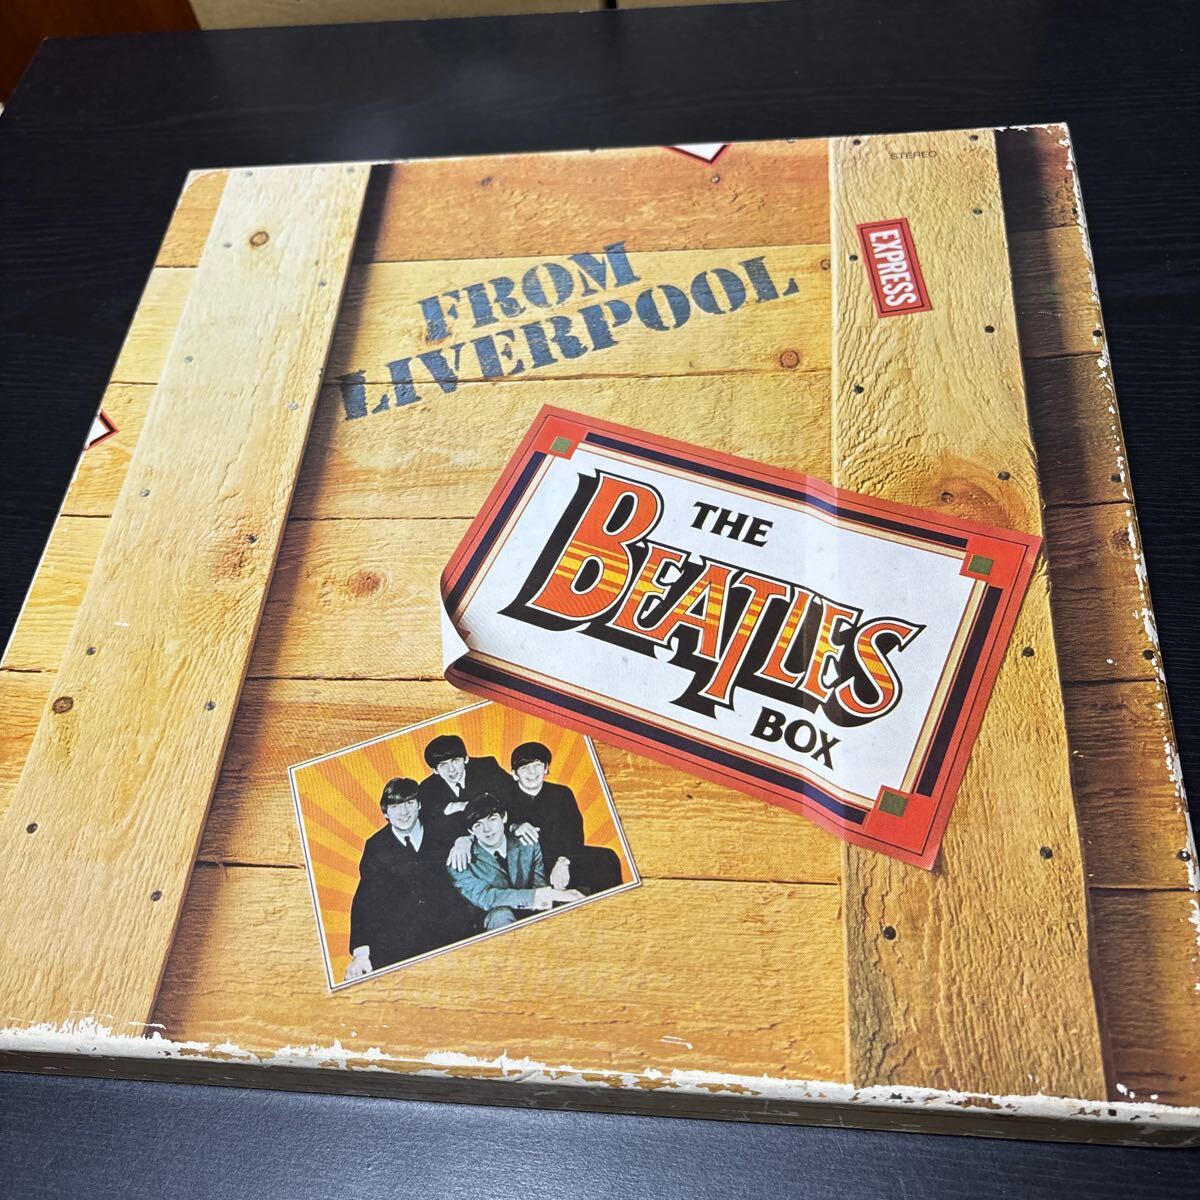 STEREO
EXPRESS
FROM
LIVERPOOL
THE
BEATLES
BOX